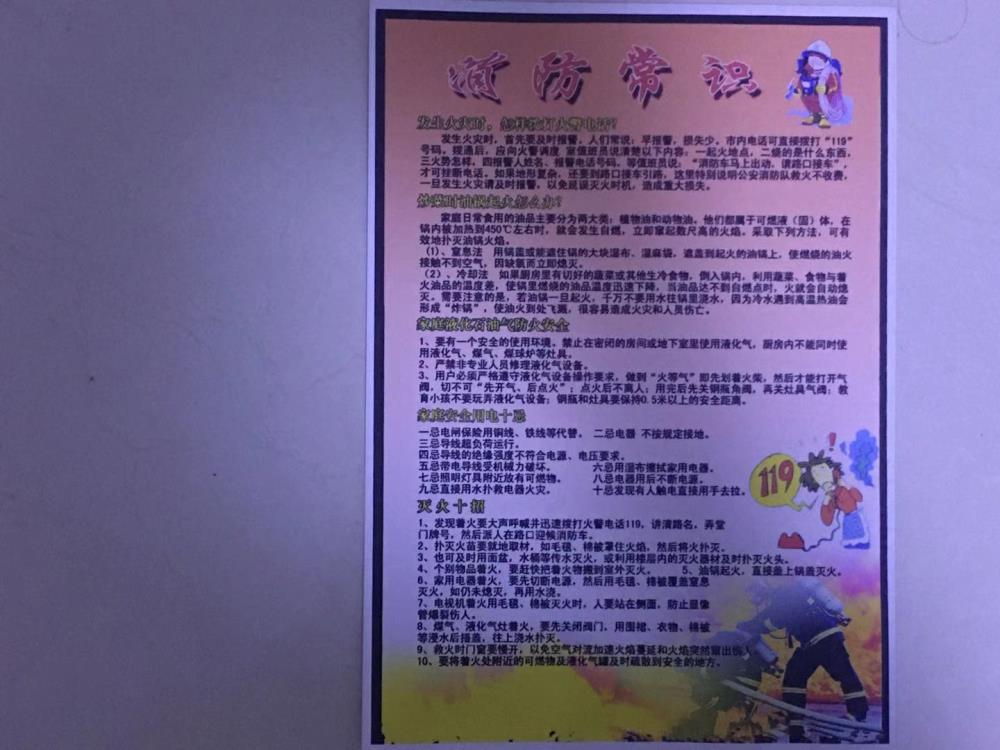 消防常识
发生火灾时，怎样拨打火警电话？
发生火灾时，首先要及时报警，人们常说：早报警，损失少。市内电话可直接拨打“119”
号码，拨通后，应向火警调度 室值班员说清楚以下内容：一起火地点，二烧的是什么东西，
三火势怎样，四报警人姓名、报警电话号码。等值班员说：“消防车马上出动，请路口接车”，
才可挂断电话。如果地形复杂，还要到路口接车引路，这里特别说明公安消防队救火不收费，
一旦发生火灾请及时报警，以免延误灭火时机，造成重大损失。
炒菜时油锅起火怎么办？
家庭日常食用的油品主要分为两大类：植物油和动物油。他们都属于可燃液（固）体，在
锅内被加热到450℃左右时，就会发生自燃，立即窜起数尺高的火焰。采取下列方法，可有
效地扑灭油锅火焰。
（1）、窒息法 用锅盖或能遮住锅的大块湿布、湿麻袋，遮盖到起火的油锅上，使燃烧的油火
接触不到空气，因缺氧而立即熄灭。
（2）、冷却法 如果厨房里有切好的蔬菜或其他生冷食物，倒入锅内，利用蔬菜、食物与着
火油品的温度差，使锅里燃烧的油品温度迅速下降，当油品达不到自燃点时，火就会自动熄
灭。需要注意的是，若油锅一旦起火，千万不要用水往锅里浇水，因为冷水遇到高温热油会
形成“炸锅”，使油火到处飞溅，很容易造成火灾和人员伤亡。
家庭液化石油气防火安全
1、要有一个安全的使用环境。禁止在密闭的房间或地下室里使用液化气，厨房内不能同时使
用液化气、煤气、煤球炉等灶具。
2、严禁非专业人员修理液化气设备。
3、用户必须严格遵守液化气设备操作要求，做到“火等气”即先划着火柴，然后才能打开气
阀，切不可“先开气、后点火”；点火后不离人；用完后先关钢瓶角阀，再关灶具气阀；教
育小孩不要玩弄液化气设备；钢瓶和灶具要保持0.5米以上的安全距离。
家庭安全用电十忌
一忌电闸保险用铜线、铁线等代替， 二忌电器 不按规定接地。
三忌导线超负荷运行。
四忌导线的绝缘强度不符合电源、电压要求。
五忌带电导线受机械力破坏。 六忌用湿布擦拭家用电器。
七忌照明灯具附近放有可燃物。 八忌电器用后不断电源。
九忌直接用水扑救电器火灾。 十忌发现有人触电直接用手去拉。
119
灭火十招
1、发现着火要大声呼喊并迅速拨打火警电话119，讲清路名，弄堂
门牌号，然后派人在路口迎候消防车。
2、扑灭火苗要就地取材，如毛毯、棉被罩住火焰，然后将火扑灭。
3、也可及时用面盆，水桶等传水灭火，或利用楼层内的灭火器材及时扑灭火头。
4、个别物品着火，要赶快把着火物搬到室外灭火。 5、油锅起火，直接盖上锅盖灭火。
6、家用电器着火，要先切断电源，然后用毛毯、棉被覆盖窒息
灭火，如仍未熄灭，再用水浇。
7、电视机着火用毛毯、棉被灭火时，人要站在侧面，防止显像
管爆裂伤人。
8、煤气、液化气灶着火，要先关闭阀门，用围裙、衣物、棉被
等浸水后捂盖，往上浇水扑灭。
9、救火时门窗要慢开，以免空气对流加速火焰蔓延和火焰突然窜出伤人
10、要将着火处附近的可燃物及液化气罐及时疏散到安全的地方。